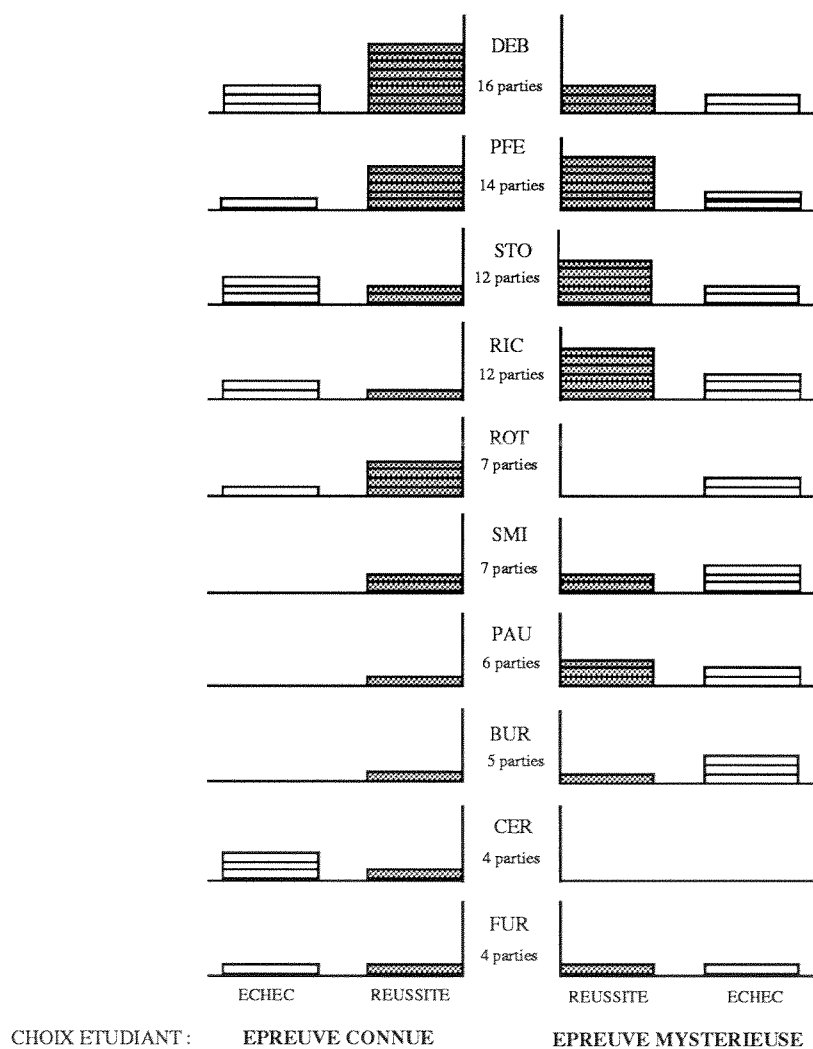 DEB
16 parties
PFE
14 parties
STO
12 parties
RIC
12 parties
ROT
7 parties
SMI
7 parties
PAU
6 parties
BUR
5 parties
CER
4 parties
FUR
4 parties
ECHEC REUSSITE REUSSITE ECHEC
CHOIX ETUDIANT : EPREUVE CONNUE EPREUVE MYSTERIEUSE